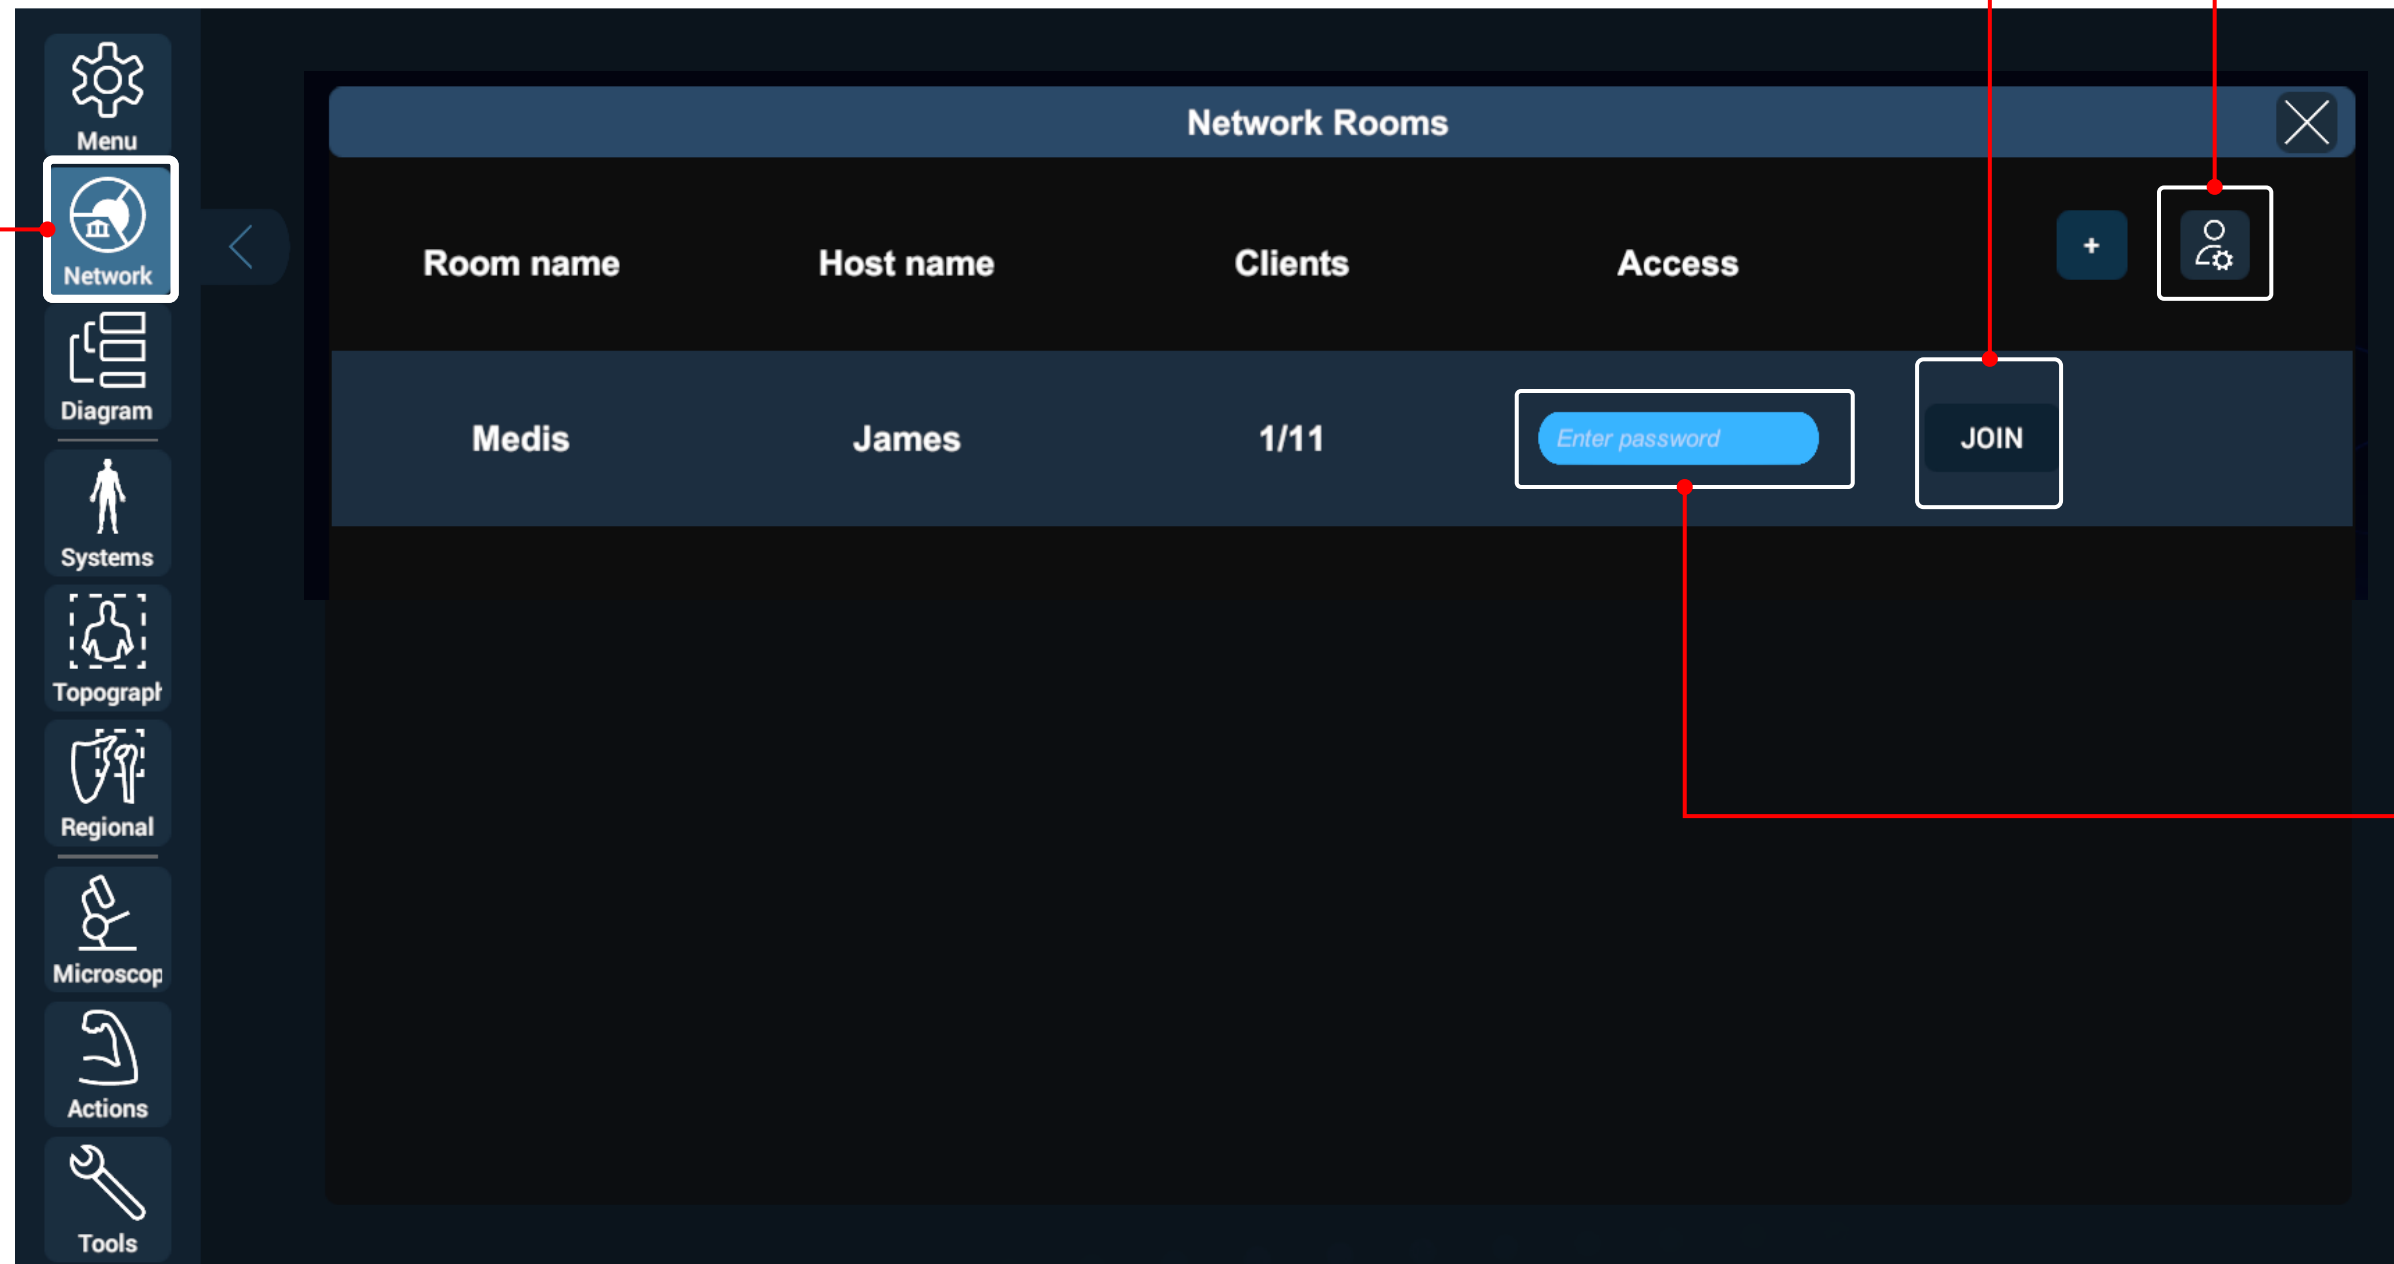 Menu
Network
Diagram
Systems
Topograph
Regional
Microscop
Actions
Tools
Network Rooms
Room name Host name Clients Access +
Medis James 1/11 Enter password JOIN